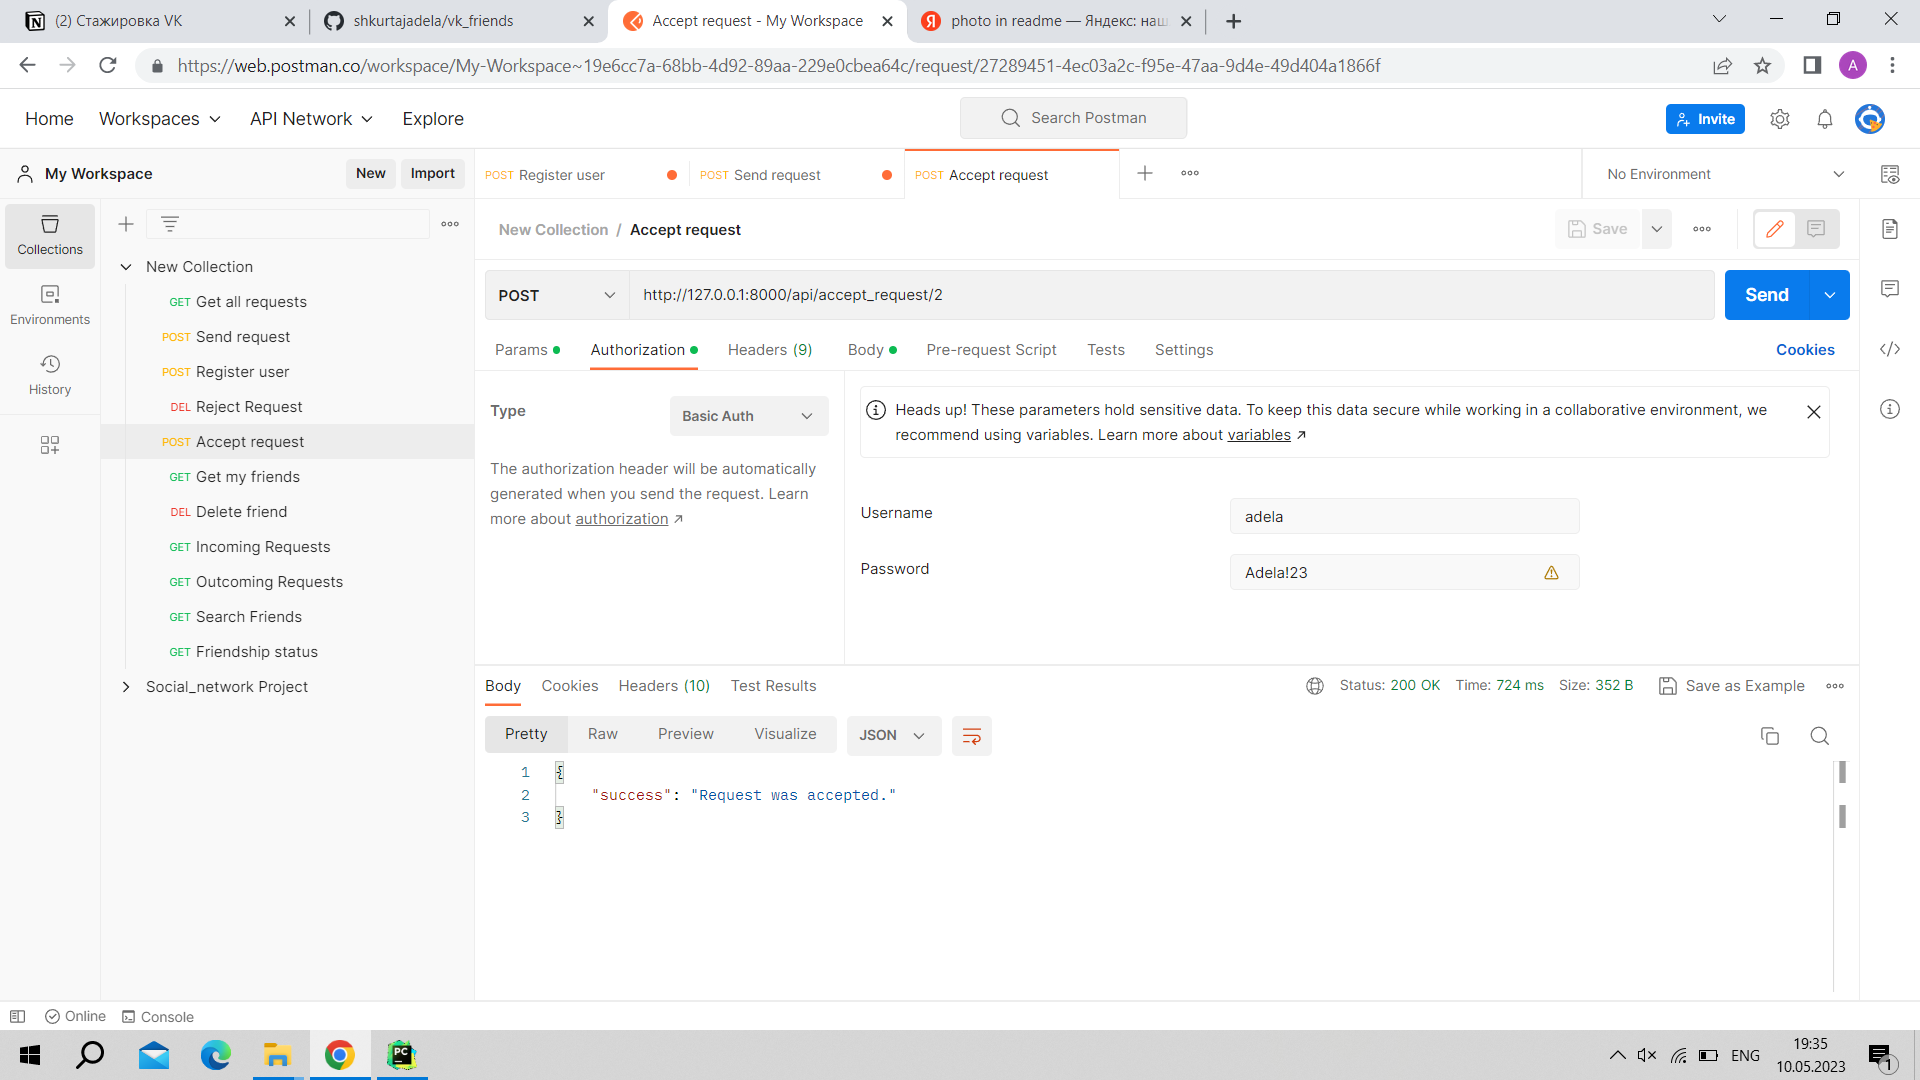 (2) Стажировка VK
shkurtajadela/vk_friends
Accept request - My Workspace
photo in readme — Яндекс: наш
https://web.postman.co/workspace/My-Workspace~19e6cc7a-68bb-4d92-89aa-229e0cbea64c/request/27289451-4ec03a2c-f95e-47aa-9d4e-49d404a1866f
A
Home
Workspaces
API Network
Explore
Search Postman
Invite
My Workspace
New
Import
POST Register user
POST Send request
POST Accept request
No Environment
Collections
Environments
History
New Collection
GET Get all requests
POST Send request
POST Register user
DEL Reject Request
POST Accept request
GET Get my friends
DEL Delete friend
GET Incoming Requests
GET Outcoming Requests
GET Search Friends
GET Friendship status
Social_network Project
New Collection / Accept request
Save
POST
http://127.0.0.1:8000/api/accept_request/2
Send
Params
Authorization
Headers (9)
Body
Pre-request Script
Tests
Settings
Cookies
Type
Basic Auth
The authorization header will be automatically
generated when you send the request. Learn
more about authorization ↗
Heads up! These parameters hold sensitive data. To keep this data secure while working in a collaborative environment, we
recommend using variables. Learn more about variables ↗
Username
adela
Password
Adela!23
Body
Cookies
Headers (10)
Test Results
Status: 200 OK
Time: 724 ms
Size: 352 B
Save as Example
Pretty
Raw
Preview
Visualize
JSON
1 {
2 "success": "Request was accepted."
3 }
Online
Console
PC
ENG
19:35
10.05.2023
1